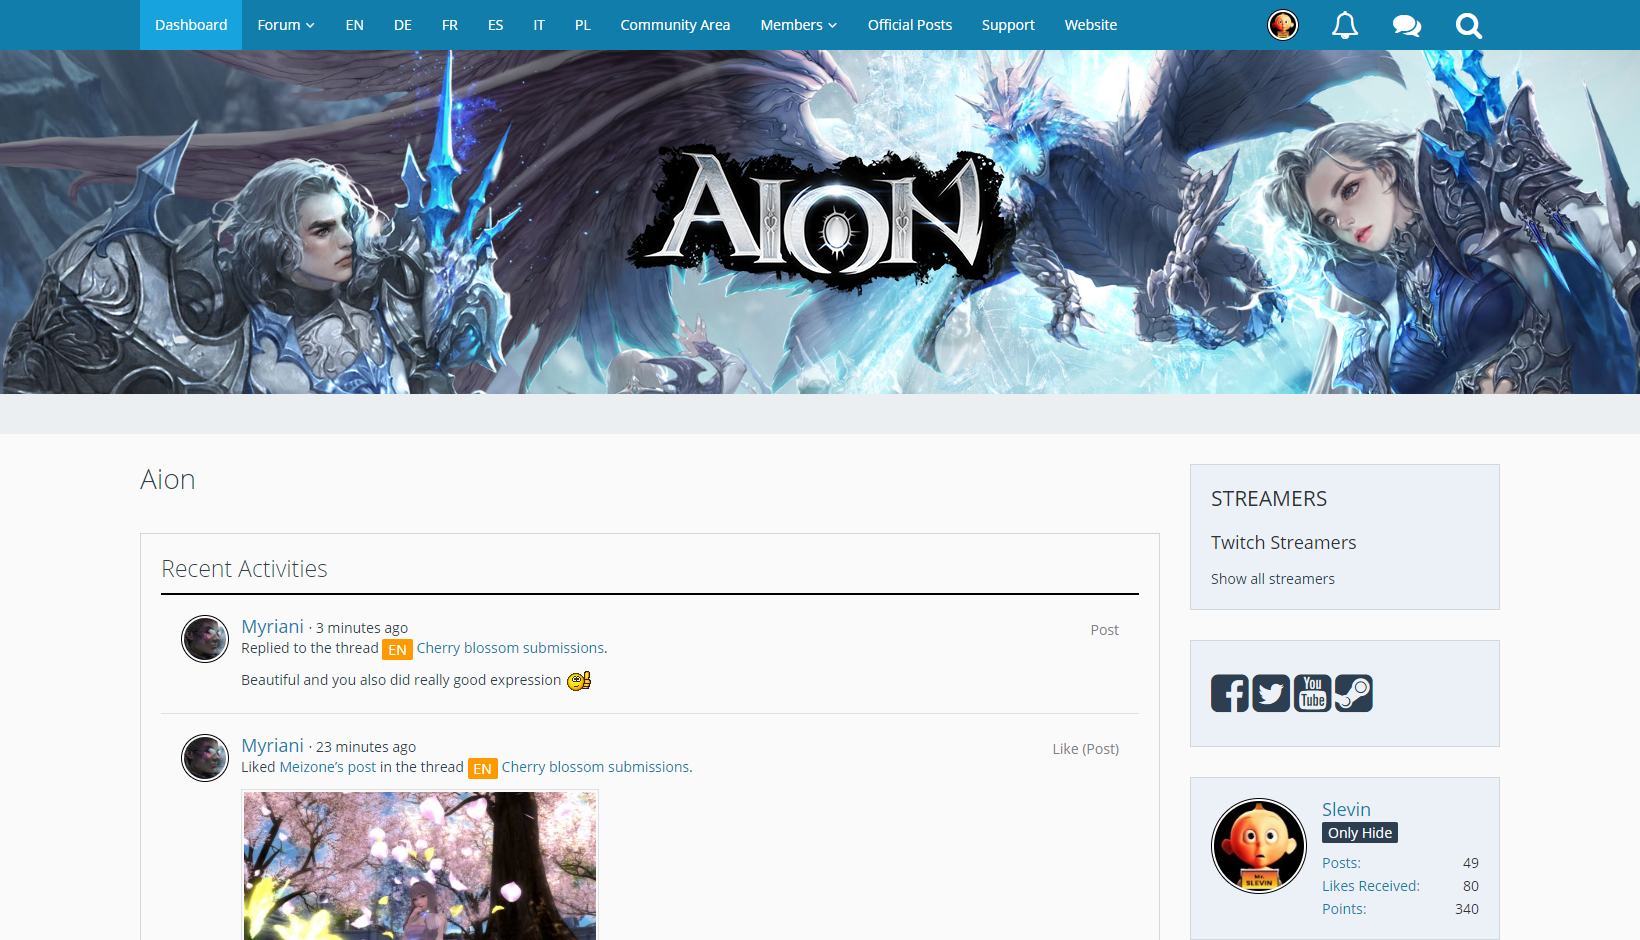 Dashboard Forum EN DE FR ES IT PL Community Area Members Official Posts Support Website
AION
Aion
Recent Activities
Myriani · 3 minutes ago
Post
Replied to the thread EN Cherry blossom submissions.
Beautiful and you also did really good expression
Myriani · 23 minutes ago
Like (Post)
Liked Meizone's post in the thread EN Cherry blossom submissions.
STREAMERS
Twitch Streamers
Show all streamers
You
Tube
Mr.
SLEVIN
Slevin
Only Hide
Posts: 49
Likes Received: 80
Points: 340